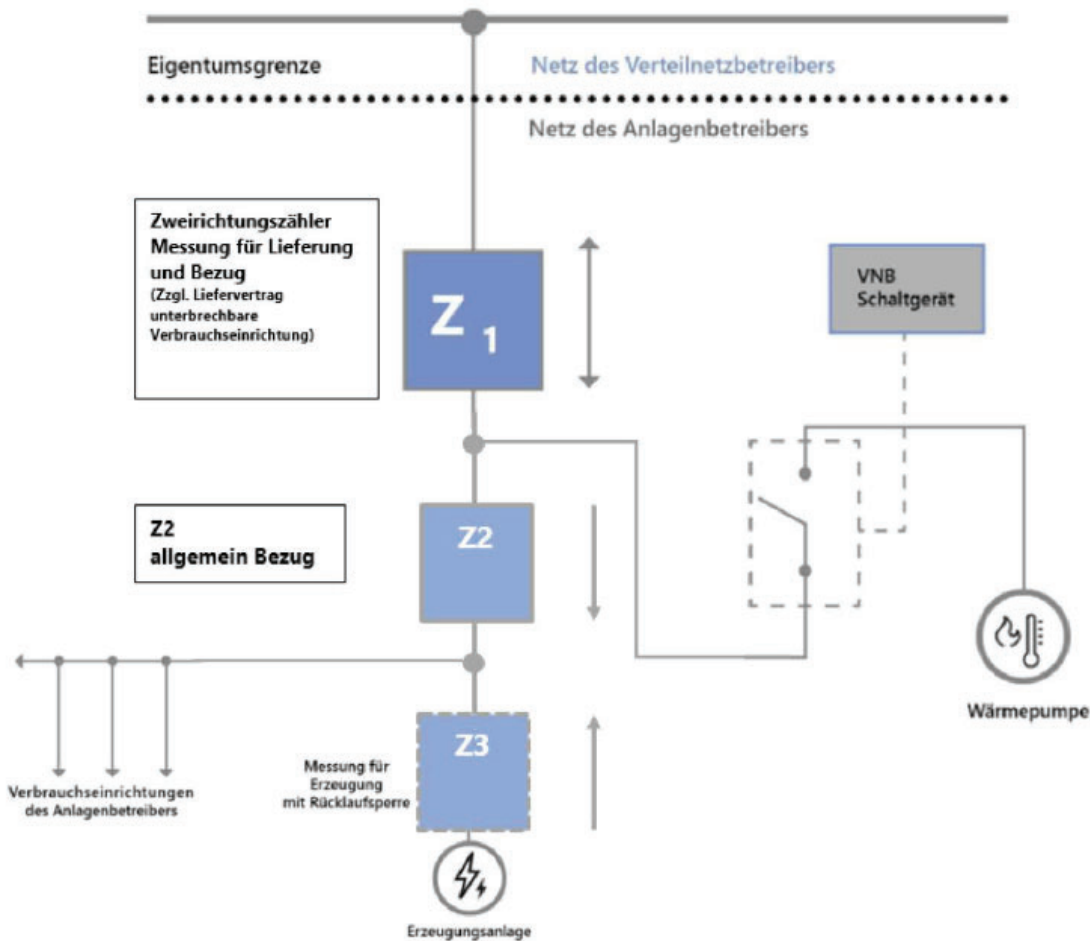 Eigentumsgrenze
Netz des Verteilnetzbetreibers
Netz des Anlagenbetreibers
Zweirichtungszähler
Messung für Lieferung
und Bezug
(Zzgl. Liefervertrag
unterbrechbare
Verbrauchseinrichtung)
Z 1
VNB
Schaltgerät
Z2
allgemein Bezug
Z2
Wärmepumpe
Z3
Messung für
Erzeugung
mit Rücklaufsperre
Verbrauchseinrichtungen
des Anlagenbetreibers
Erzeugungsanlage